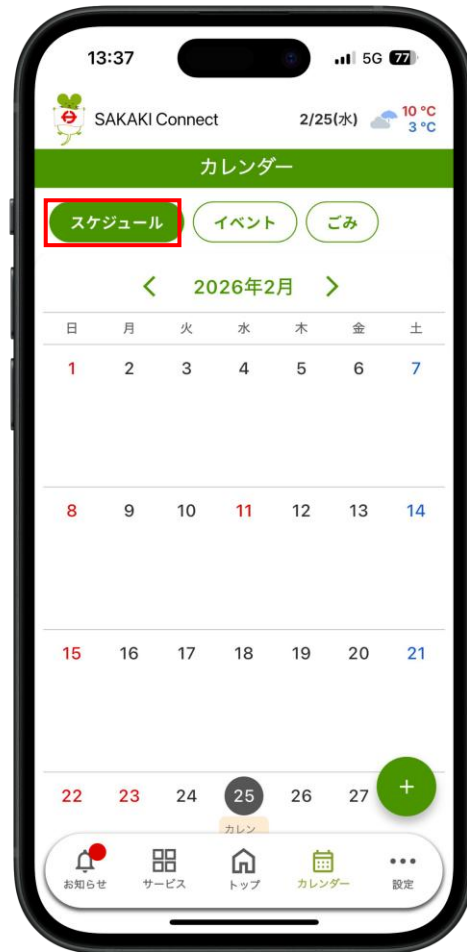 13:37 5G 77
SAKAKI Connect 2/25(水) 10 °C
3 °C
カレンダー
スケジュール イベント ごみ
2026年2月
日 月 火 水 木 金 土
1 2 3 4 5 6 7
8 9 10 11 12 13 14
15 16 17 18 19 20 21
22 23 24 25 26 27
カレン
お知らせ サービス トップ カレンダー 設定